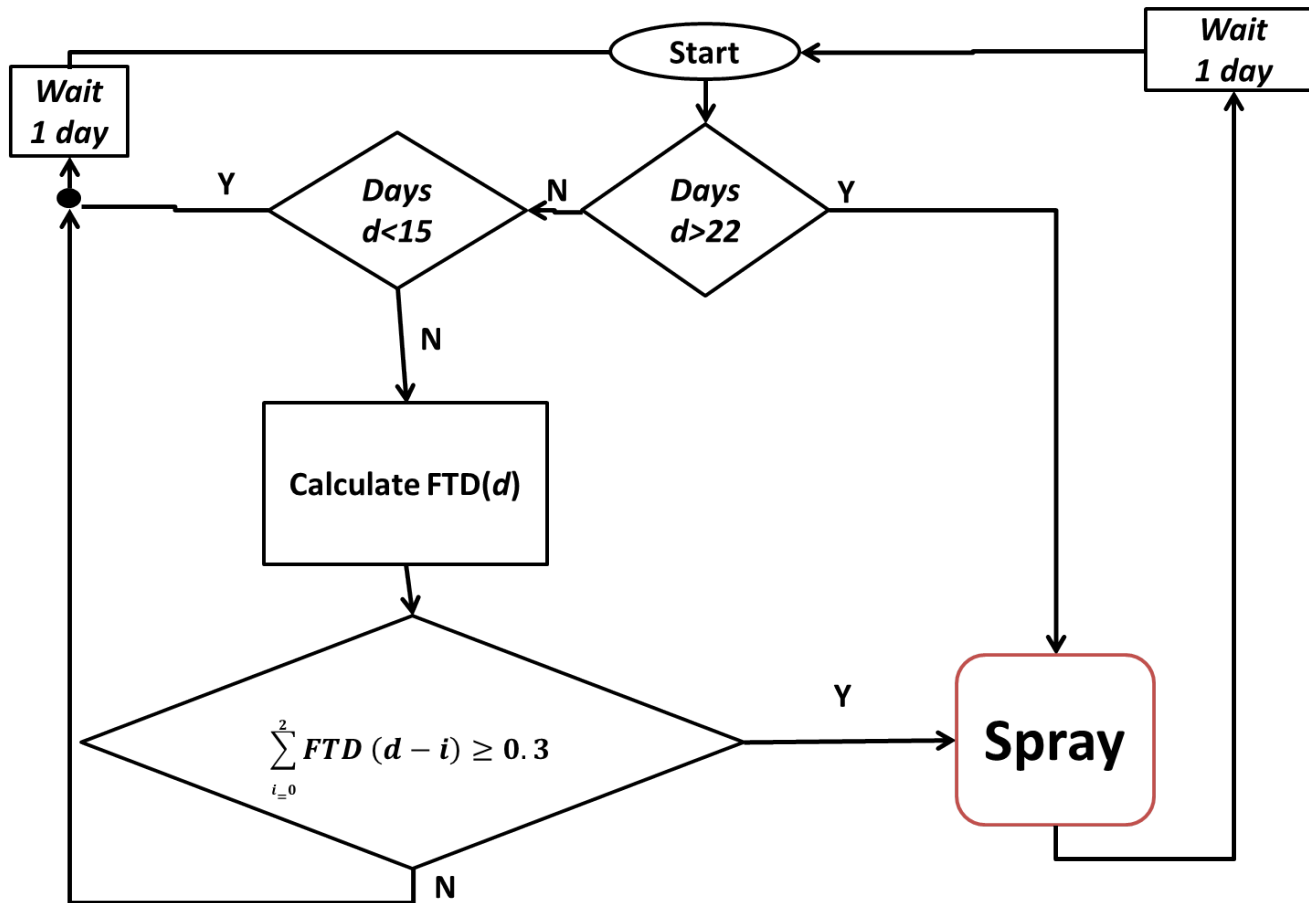 Start
Wait
1 day
Wait
1 day
Y
Days
d<15
N
Days
d>22
Y
N
Calculate FTD(d)
Y
∑_{i=0}^{2} FTD (d − i) ≥ 0.3
Spray
N